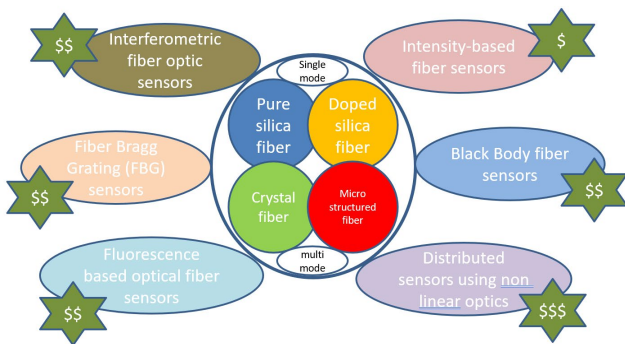 $$
Interferometric
fiber optic
sensors
Intensity-based
fiber sensors
$
Single
mode
Pure
silica
fiber
Doped
silica
fiber
Fiber Bragg
Grating (FBG)
sensors
$$
Black Body fiber
sensors
$$
Crystal
fiber
Micro
structured
fiber
multi
mode
Fluorescence
based optical fiber
sensors
$$
Distributed
sensors using non
linear optics
$$$